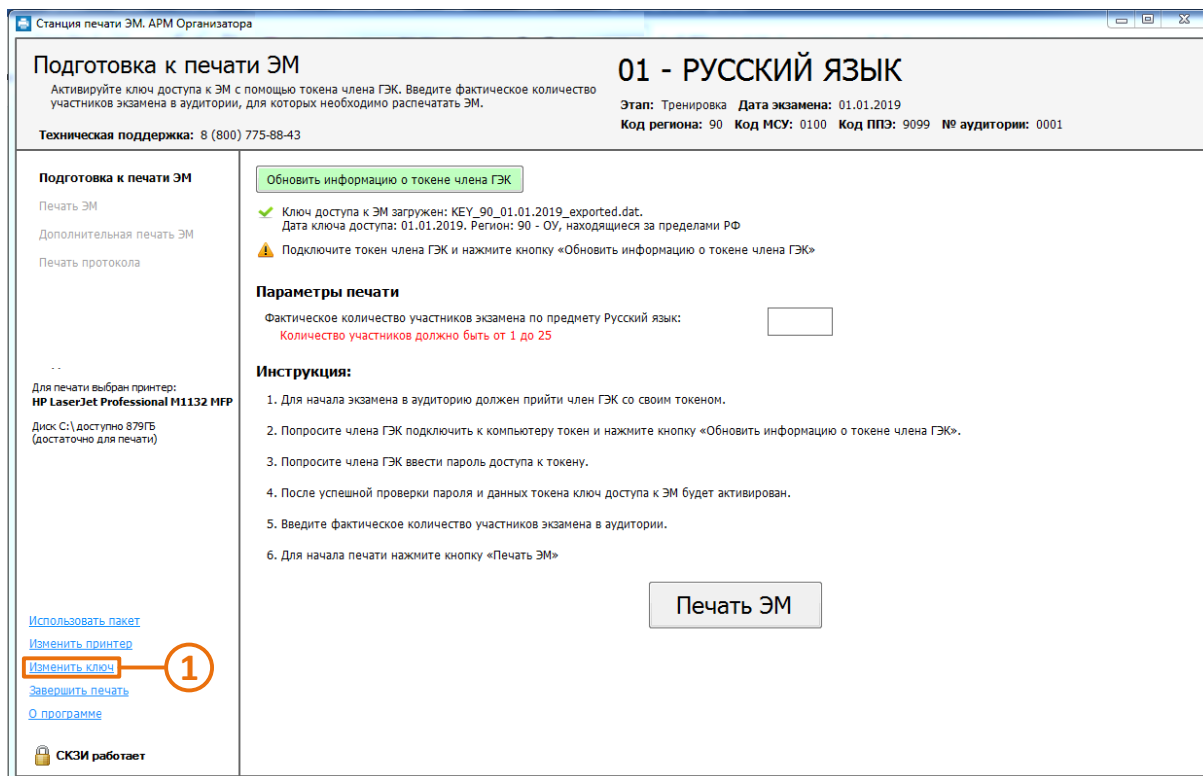 Станция печати ЭМ. АРМ Организатора
Подготовка к печати ЭМ
Активируйте ключ доступа к ЭМ с помощью токена члена ГЭК. Введите фактическое количество
участников экзамена в аудитории, для которых необходимо распечатать ЭМ.
Техническая поддержка: 8 (800) 775-88-43
01 - РУССКИЙ ЯЗЫК
Этап: Тренировка Дата экзамена: 01.01.2019
Код региона: 90 Код МСУ: 0100 Код ППЭ: 9099 № аудитории: 0001
Подготовка к печати ЭМ
Печать ЭМ
Дополнительная печать ЭМ
Печать протокола
Для печати выбран принтер:
HP LaserJet Professional M1132 MFP
Диск C:\ доступно 879ГБ
(достаточно для печати)
Использовать пакет
Изменить принтер
Изменить ключ
1
Завершить печать
О программе
СКЗИ работает
Обновить информацию о токене члена ГЭК
Ключ доступа к ЭМ загружен: KEY_90_01.01.2019_exported.dat.
Дата ключа доступа: 01.01.2019. Регион: 90 - ОУ, находящиеся за пределами РФ
Подключите токен члена ГЭК и нажмите кнопку «Обновить информацию о токене члена ГЭК»
Параметры печати
Фактическое количество участников экзамена по предмету Русский язык:
Количество участников должно быть от 1 до 25
Инструкция:
1. Для начала экзамена в аудиторию должен прийти член ГЭК со своим токеном.
2. Попросите члена ГЭК подключить к компьютеру токен и нажмите кнопку «Обновить информацию о токене члена ГЭК».
3. Попросите члена ГЭК ввести пароль доступа к токену.
4. После успешной проверки пароля и данных токена ключ доступа к ЭМ будет активирован.
5. Введите фактическое количество участников экзамена в аудитории.
6. Для начала печати нажмите кнопку «Печать ЭМ»
Печать ЭМ